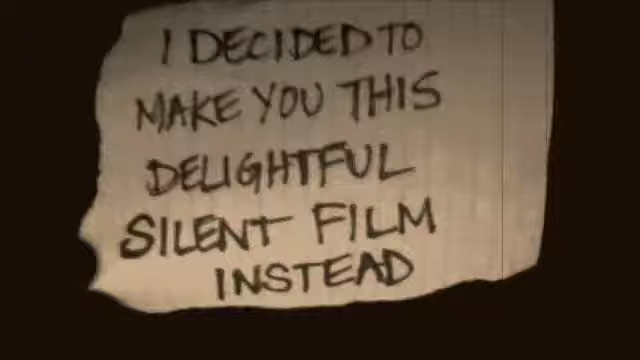 I DECIDED TO
MAKE YOU THIS
DELIGHTFUL
SILENT FILM
INSTEAD